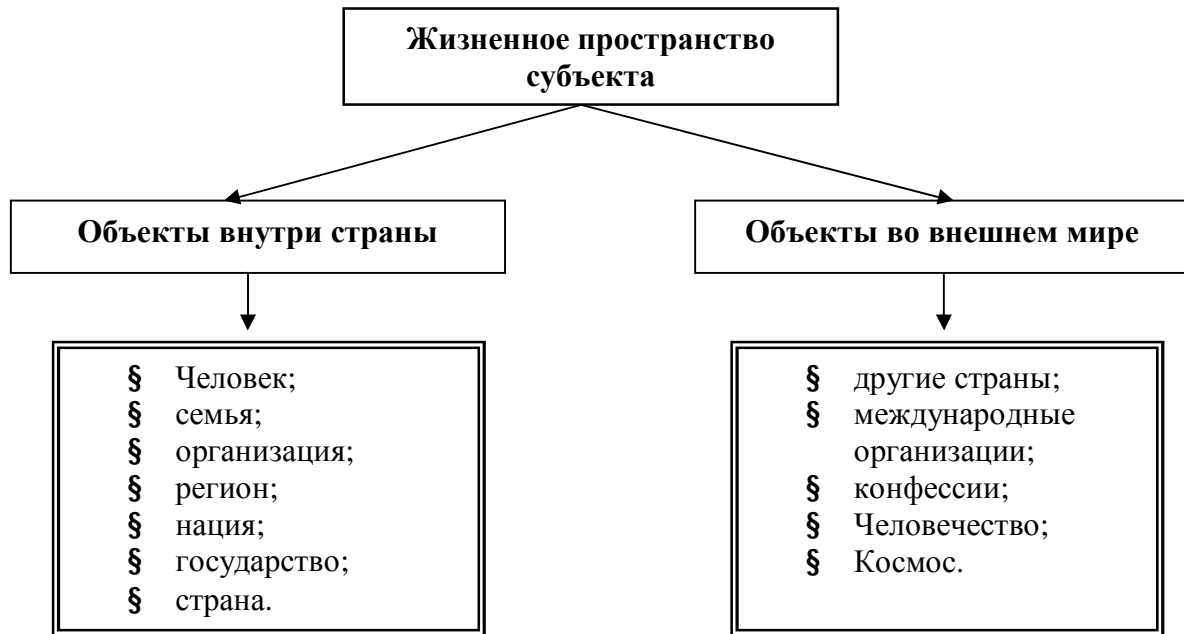 Жизненное пространство
субъекта
Объекты внутри страны
Объекты во внешнем мире
§ Человек;
§ семья;
§ организация;
§ регион;
§ нация;
§ государство;
§ страна.
§ другие страны;
§ международные
организации;
§ конфессии;
§ Человечество;
§ Космос.